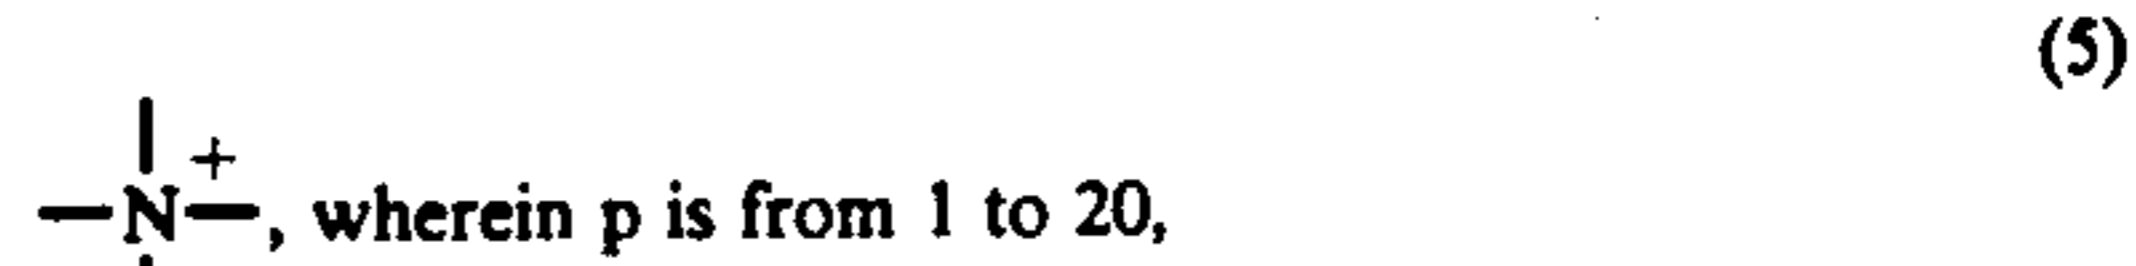 (5)
+
—N—, wherein p is from 1 to 20,